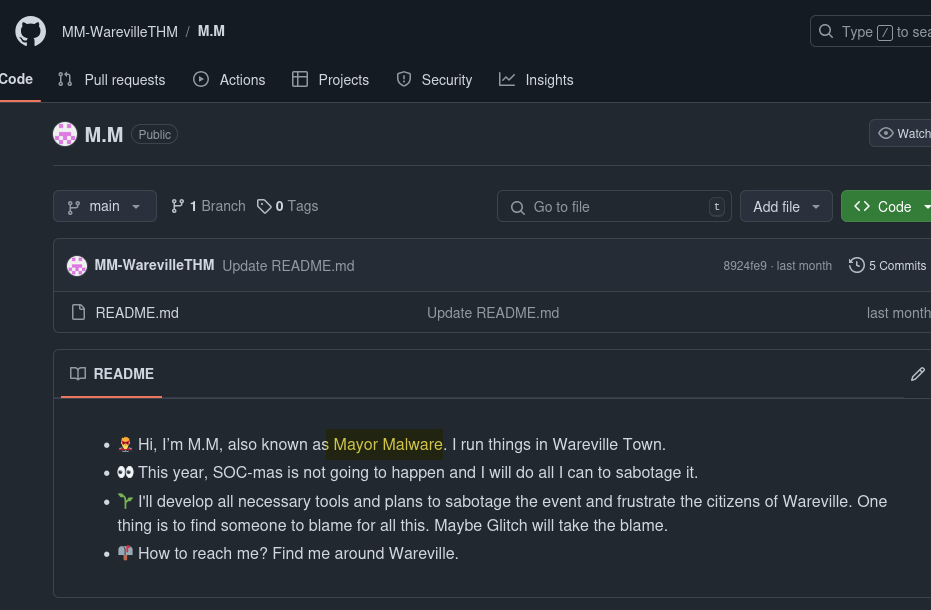 MM-WarevilleTHM / M.M
Type / to sea
Code Pull requests Actions Projects Security Insights
M.M Public Watch
main 1 Branch 0 Tags Go to file t Add file Code
MM-WarevilleTHM Update README.md 8924fe9 · last month 5 Commits
README.md Update README.md last month
README
Hi, I'm M.M, also known as Mayor Malware. I run things in Wareville Town.
This year, SOC-mas is not going to happen and I will do all I can to sabotage it.
I'll develop all necessary tools and plans to sabotage the event and frustrate the citizens of Wareville. One
thing is to find someone to blame for all this. Maybe Glitch will take the blame.
How to reach me? Find me around Wareville.